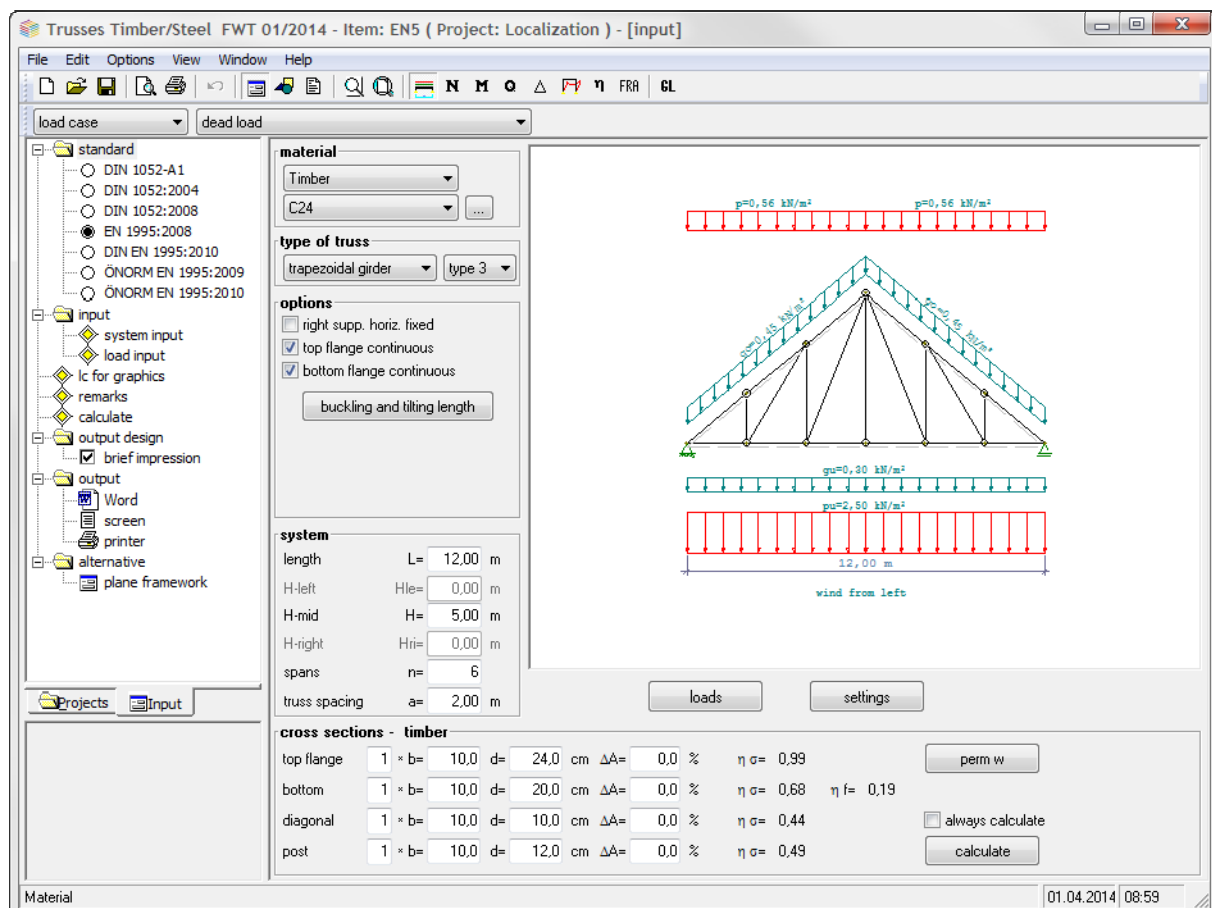 Trusses Timber/Steel FWT 01/2014 - Item: EN5 ( Project: Localization ) - [input]
File Edit Options View Window Help
N M Q η FRA GL
load case dead load
standard
DIN 1052-A1
DIN 1052:2004
DIN 1052:2008
EN 1995:2008
DIN EN 1995:2010
ÖNORM EN 1995:2009
ÖNORM EN 1995:2010
input
system input
load input
lc for graphics
remarks
calculate
output design
brief impression
output
Word
screen
printer
alternative
plane framework
Projects Input
material
Timber
C24 ...
type of truss
trapezoidal girder type 3
options
right supp. horiz. fixed
top flange continuous
bottom flange continuous
buckling and tilting length
system
length L= 12,00 m
H-left Hle= 0,00 m
H-mid H= 5,00 m
H-right Hri= 0,00 m
spans n= 6
truss spacing a= 2,00 m
p=0,56 kN/m² p=0,56 kN/m²
go=0,45 kN/m² go=0,45 kN/m²
gu=0,30 kN/m²
pu=2,50 kN/m²
12,00 m
wind from left
loads settings
cross sections - timber
top flange 1 × b= 10,0 d= 24,0 cm ΔA= 0,0 % η σ= 0,99 perm w
bottom 1 × b= 10,0 d= 20,0 cm ΔA= 0,0 % η σ= 0,68 η f= 0,19
diagonal 1 × b= 10,0 d= 10,0 cm ΔA= 0,0 % η σ= 0,44 always calculate
post 1 × b= 10,0 d= 12,0 cm ΔA= 0,0 % η σ= 0,49 calculate
Material 01.04.2014 08:59